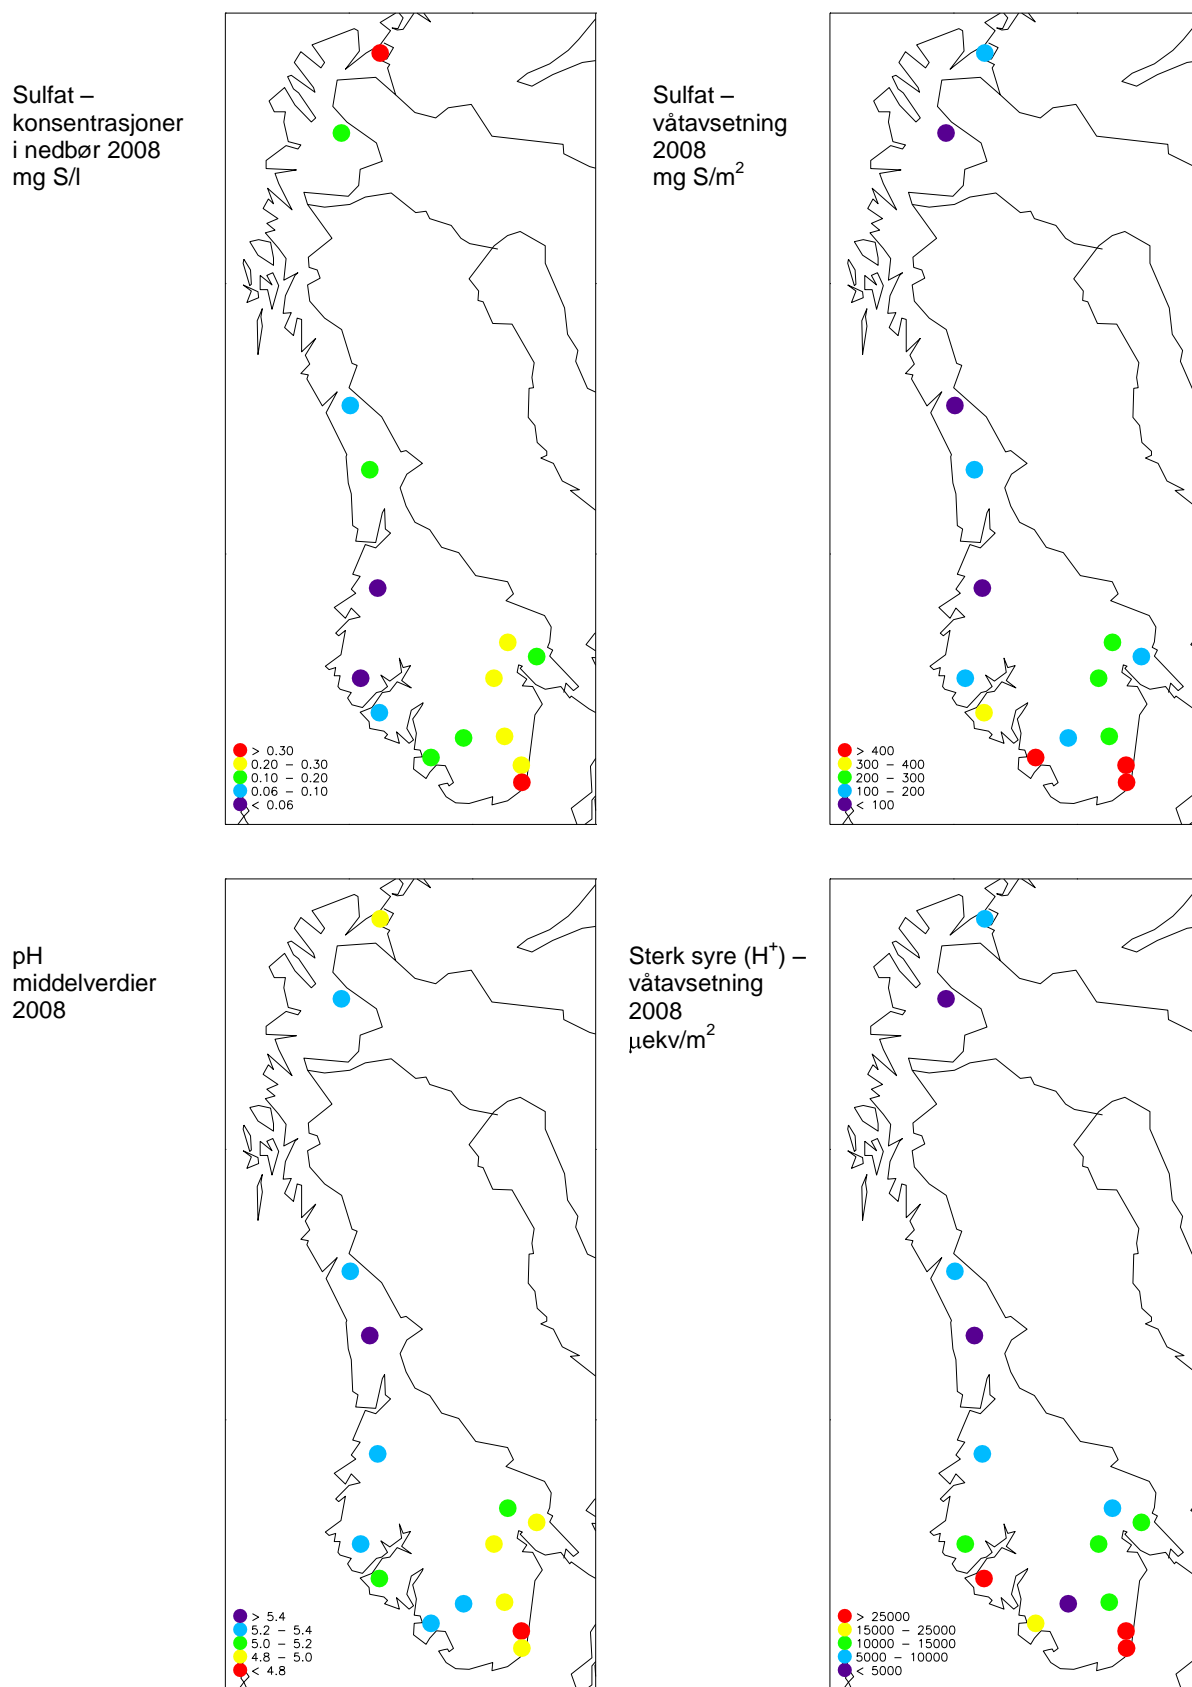 Sulfat –
konsentrasjoner
i nedbør 2008
mg S/l
> 0.30
0.20 – 0.30
0.10 – 0.20
0.06 – 0.10
< 0.06
Sulfat –
våtavsetning
2008
mg S/m²
> 400
300 – 400
200 – 300
100 – 200
< 100
pH
middelverdier
2008
> 5.4
5.2 – 5.4
5.0 – 5.2
4.8 – 5.0
< 4.8
Sterk syre (H⁺) –
våtavsetning
2008
µekv/m²
> 25000
15000 – 25000
10000 – 15000
5000 – 10000
< 5000